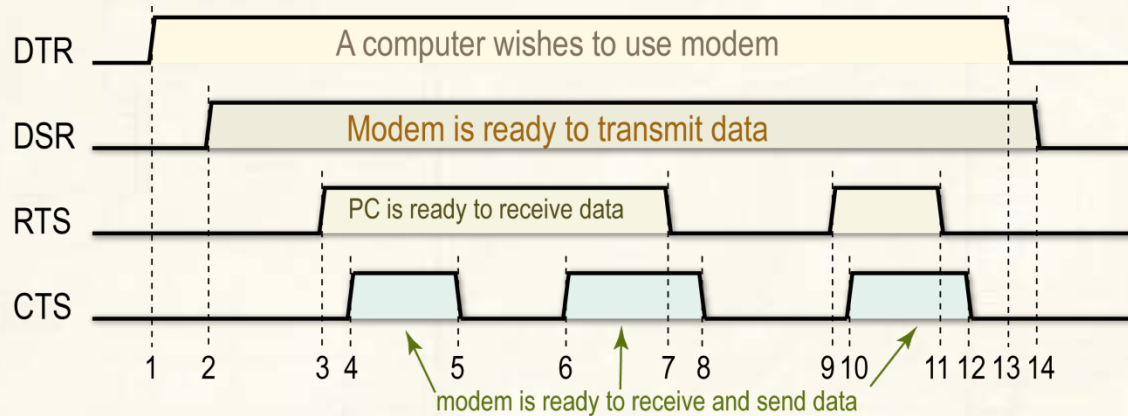 DTR A computer wishes to use modem
DSR Modem is ready to transmit data
RTS PC is ready to receive data
CTS
1 2 3 4 5 6 7 8 9 10 11 12 13 14
modem is ready to receive and send data